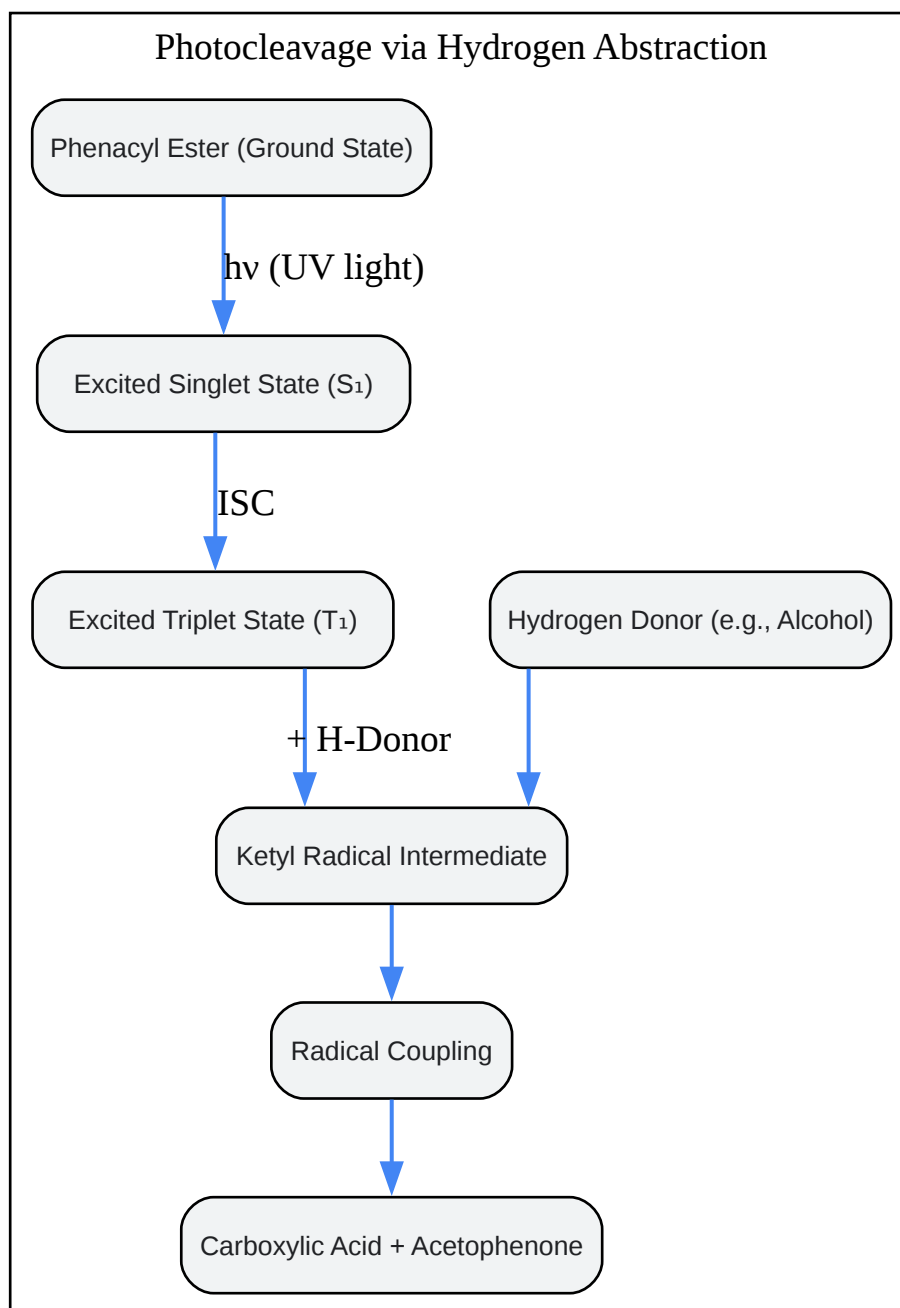 Photocleavage via Hydrogen Abstraction
Phenacyl Ester (Ground State)
hν (UV light)
Excited Singlet State (S₁)
ISC
Excited Triplet State (T₁)
Hydrogen Donor (e.g., Alcohol)
+ H-Donor
Ketyl Radical Intermediate
Radical Coupling
Carboxylic Acid + Acetophenone